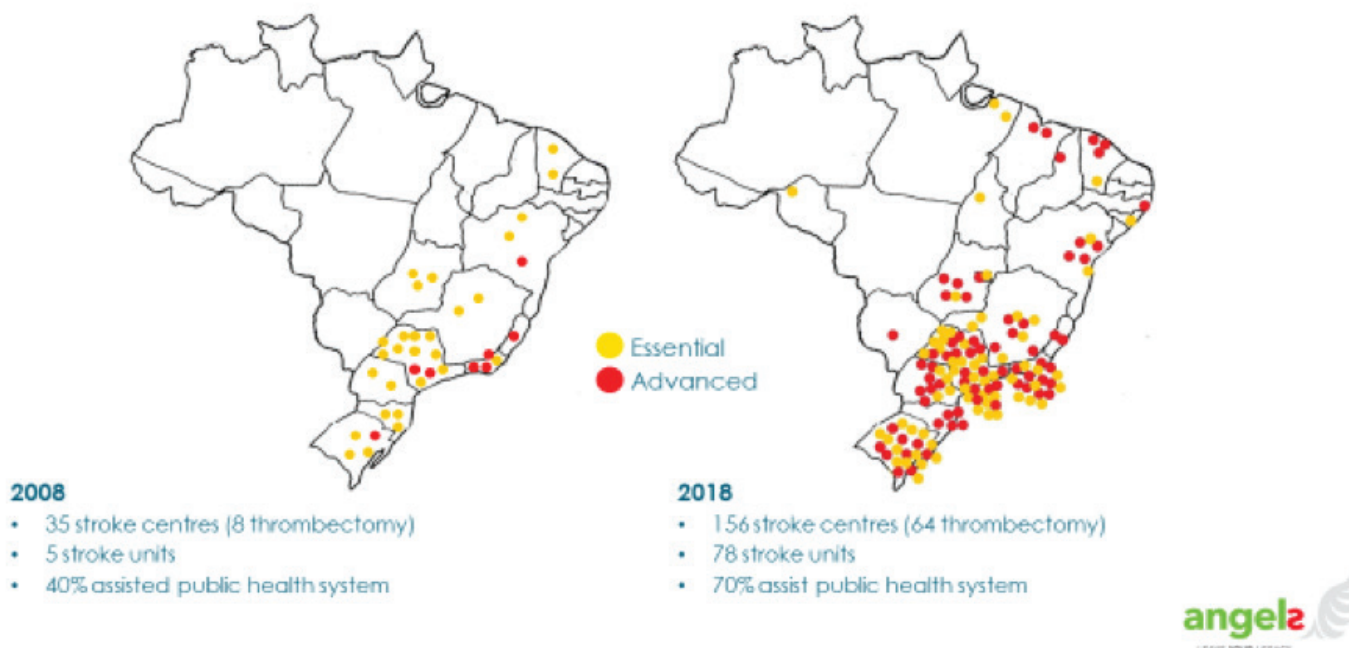 Essential
Advanced
2008
• 35 stroke centres (8 thrombectomy)
• 5 stroke units
• 40% assisted public health system
2018
• 156 stroke centres (64 thrombectomy)
• 78 stroke units
• 70% assist public health system
angels